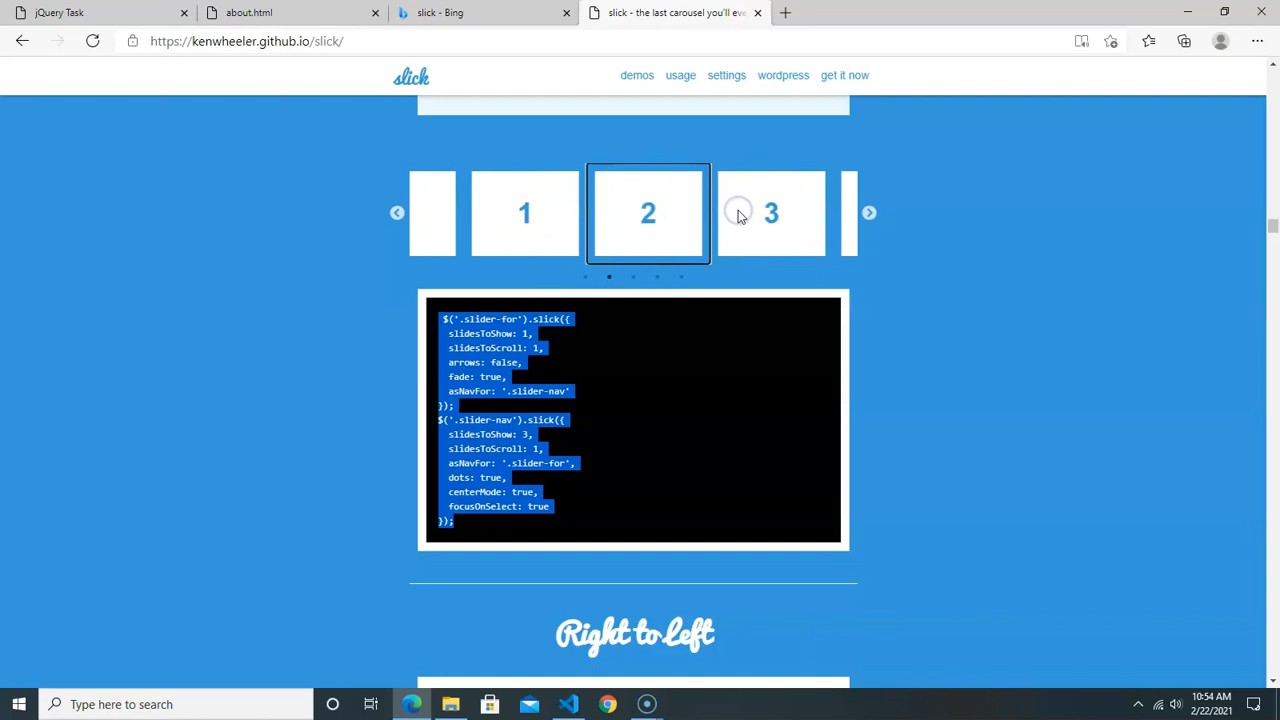 jQuery Task
about.html
slick - Bing
slick - the last carousel you'll eve
https://kenwheeler.github.io/slick/
slick
demos usage settings wordpress get it now
1 2 3
$('.slider-for').slick({
slidesToShow: 1,
slidesToScroll: 1,
arrows: false,
fade: true,
asNavFor: '.slider-nav'
});
$('.slider-nav').slick({
slidesToShow: 3,
slidesToScroll: 1,
asNavFor: '.slider-for',
dots: true,
centerMode: true,
focusOnSelect: true
});
Right to Left
Type here to search
10:54 AM
2/22/2021